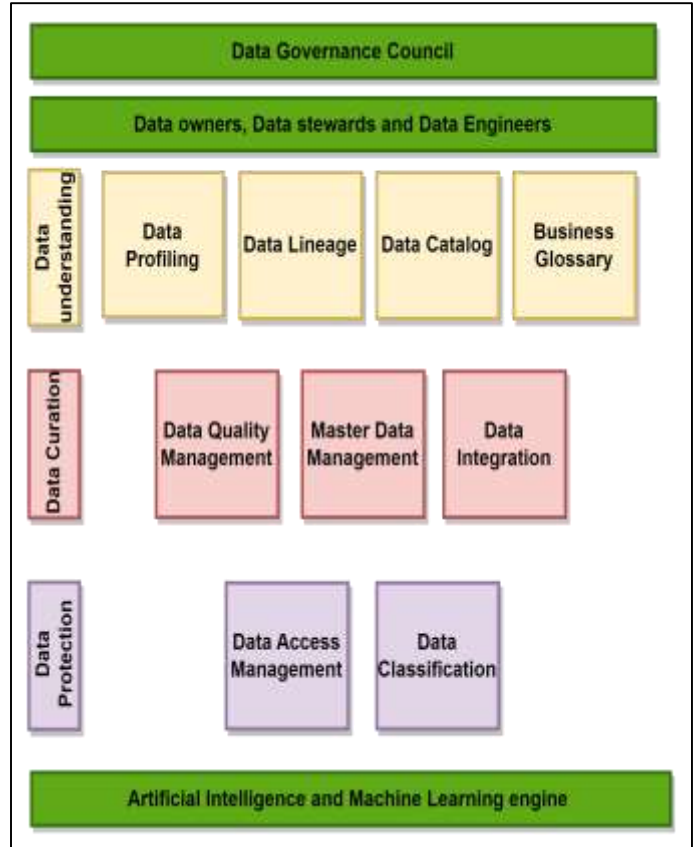 Data Governance Council
Data owners, Data stewards and Data Engineers
Data
understanding
Data
Profiling
Data Lineage
Data Catalog
Business
Glossary
Data Curation
Data Quality
Management
Master Data
Management
Data
Integration
Data
Protection
Data Access
Management
Data
Classification
Artificial Intelligence and Machine Learning engine